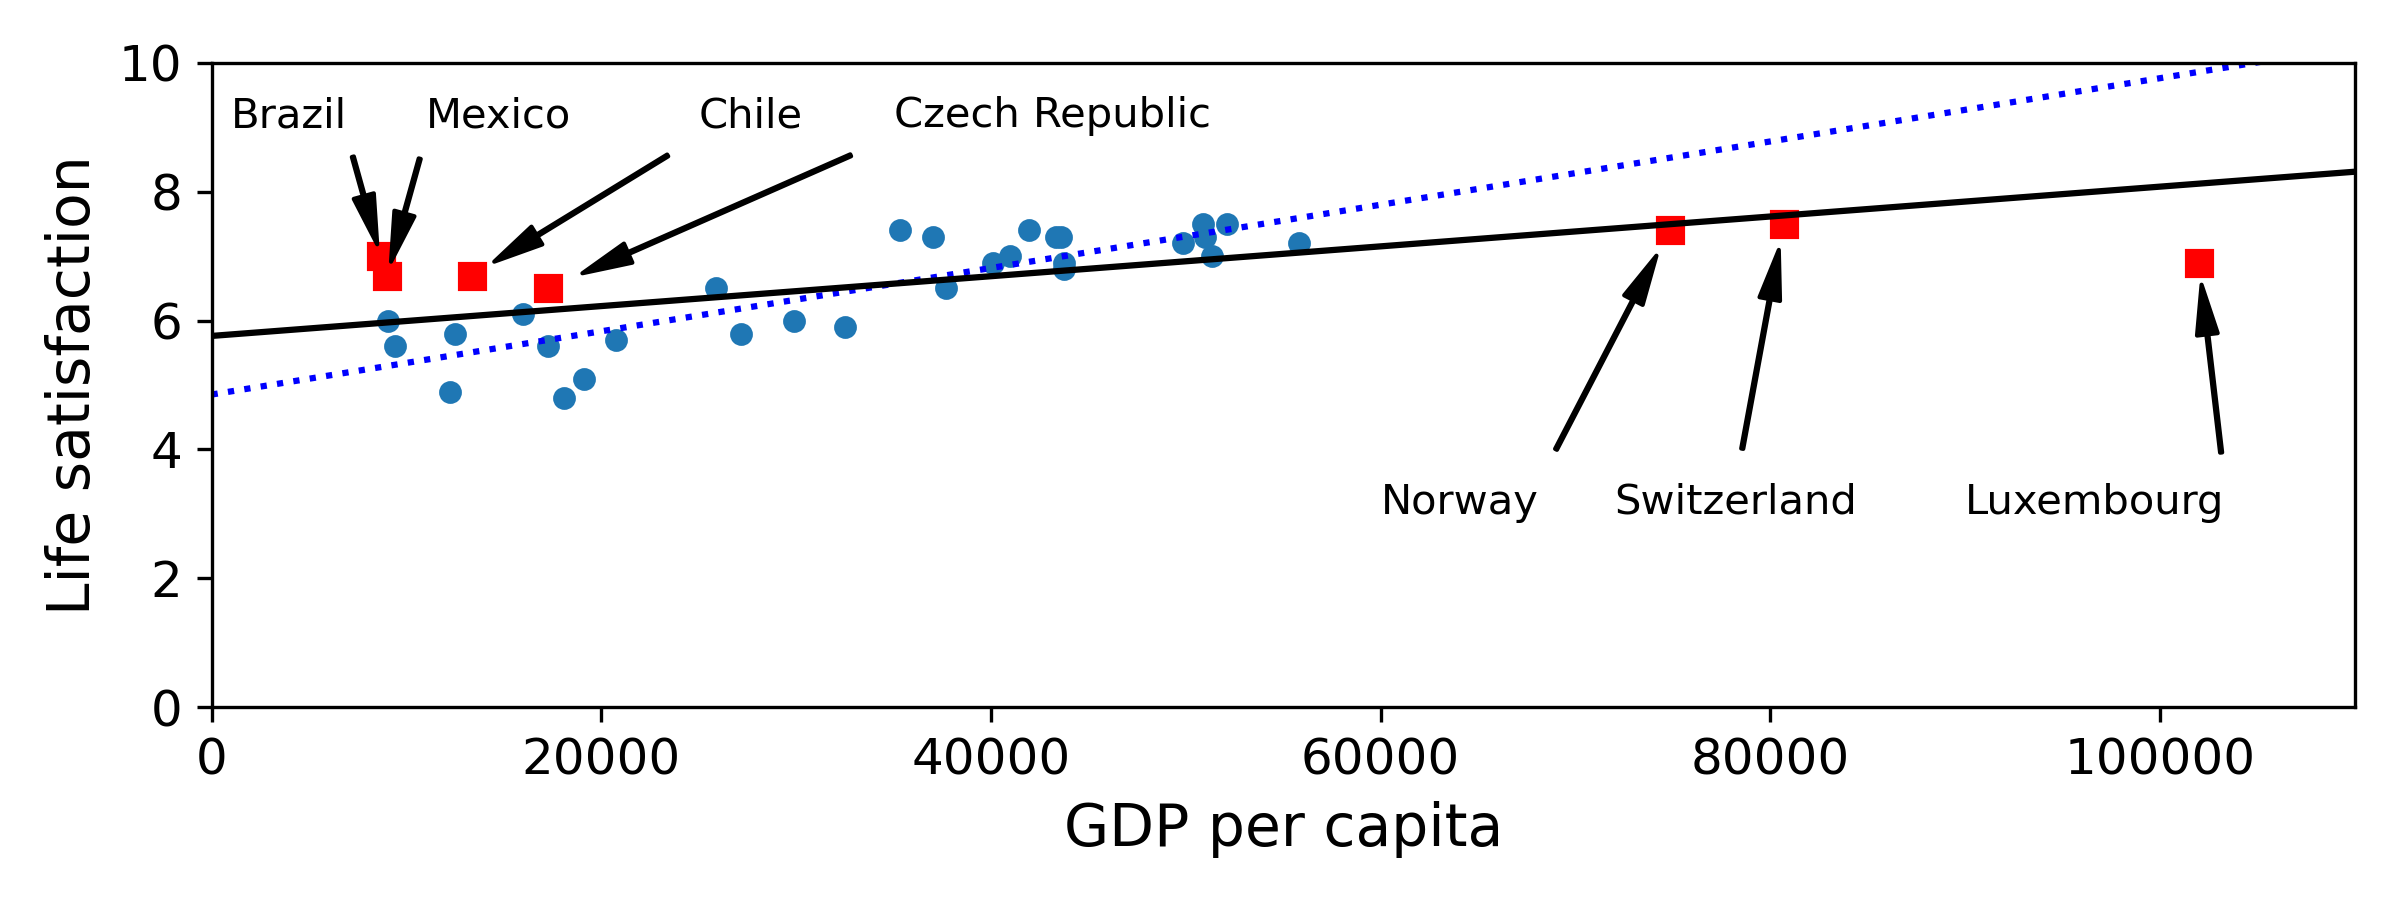 10
Brazil Mexico Chile Czech Republic
8
6
4
Norway Switzerland Luxembourg
2
0
Life satisfaction
0 20000 40000 60000 80000 100000
GDP per capita